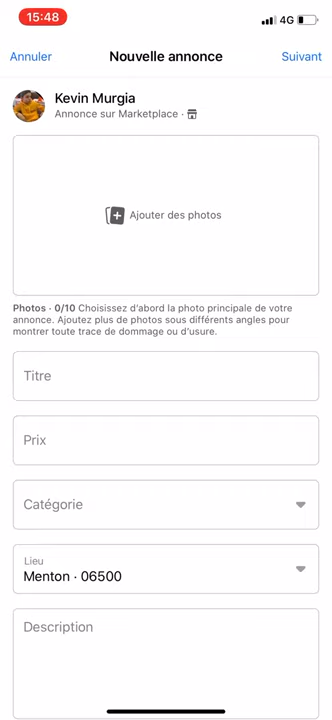 15:48
4G
Annuler
Nouvelle annonce
Suivant
Kevin Murgia
Annonce sur Marketplace ·
Ajouter des photos
Photos · 0/10 Choisissez d'abord la photo principale de votre
annonce. Ajoutez plus de photos sous différents angles pour
montrer toute trace de dommage ou d'usure.
Titre
Prix
Catégorie
Lieu
Menton · 06500
Description